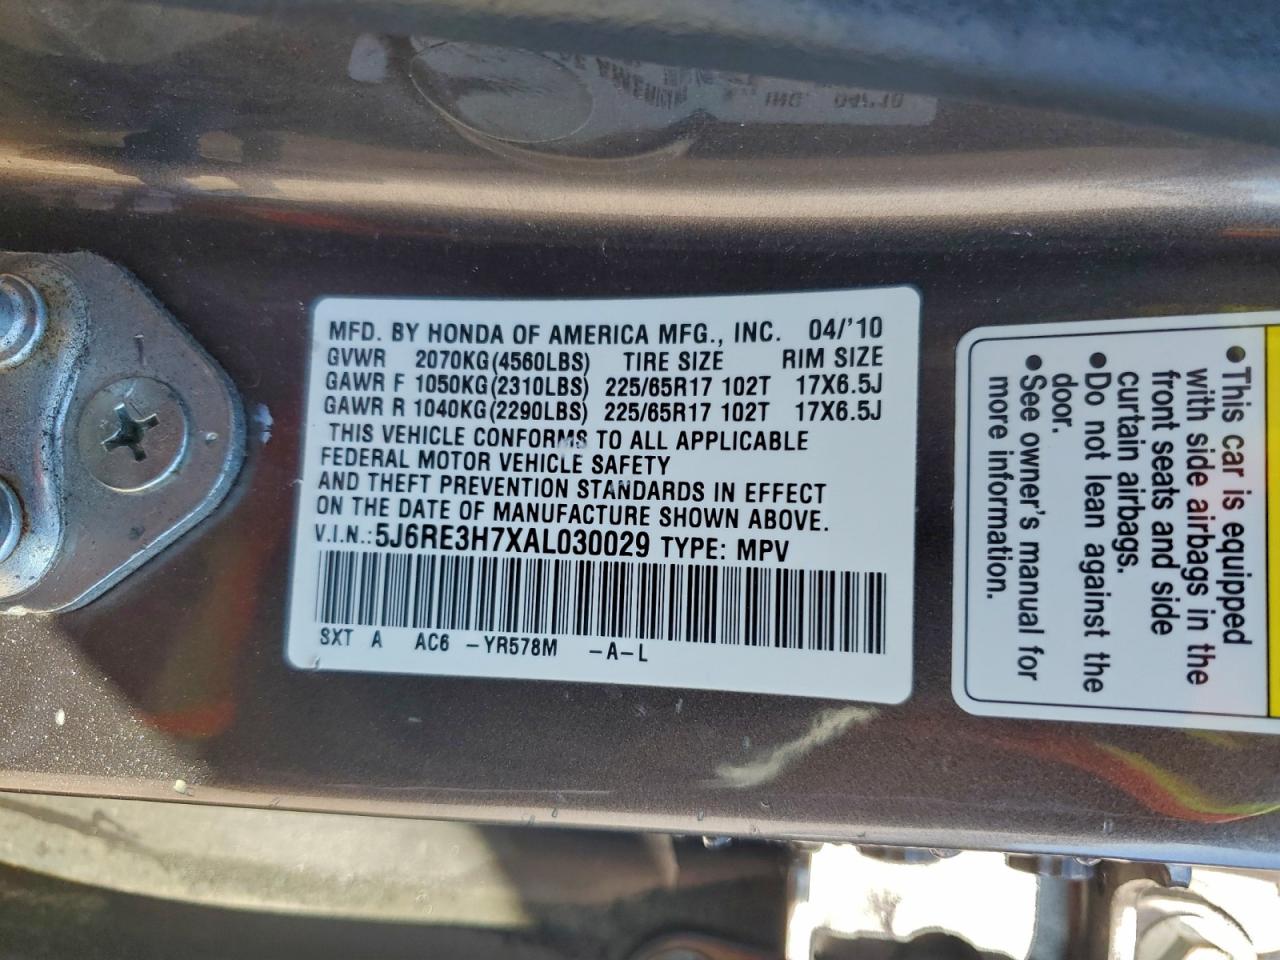 MFD. BY HONDA OF AMERICA MFG., INC. 04/'10
GVWR 2070KG(4560LBS) TIRE SIZE RIM SIZE
GAWR F 1050KG(2310LBS) 225/65R17 102T 17X6.5J
GAWR R 1040KG(2290LBS) 225/65R17 102T 17X6.5J
THIS VEHICLE CONFORMS TO ALL APPLICABLE
FEDERAL MOTOR VEHICLE SAFETY
AND THEFT PREVENTION STANDARDS IN EFFECT
ON THE DATE OF MANUFACTURE SHOWN ABOVE.
V.I.N.: 5J6RE3H7XAL030029 TYPE: MPV
SXT A AC6 -YR578M -A-L
●This car is equipped
with side airbags in the
front seats and side
curtain airbags.
●Do not lean against the
door.
●See owner's manual for
more information.